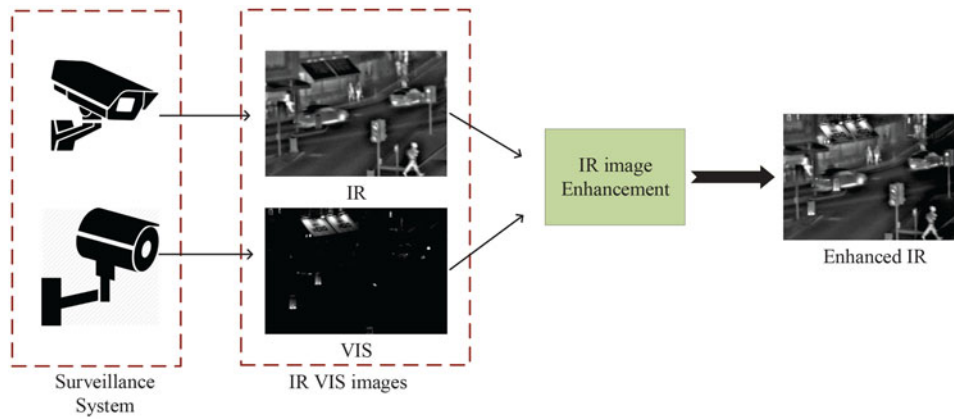 IR
IR image
Enhancement
VIS
Enhanced IR
Surveillance
System
IR VIS images